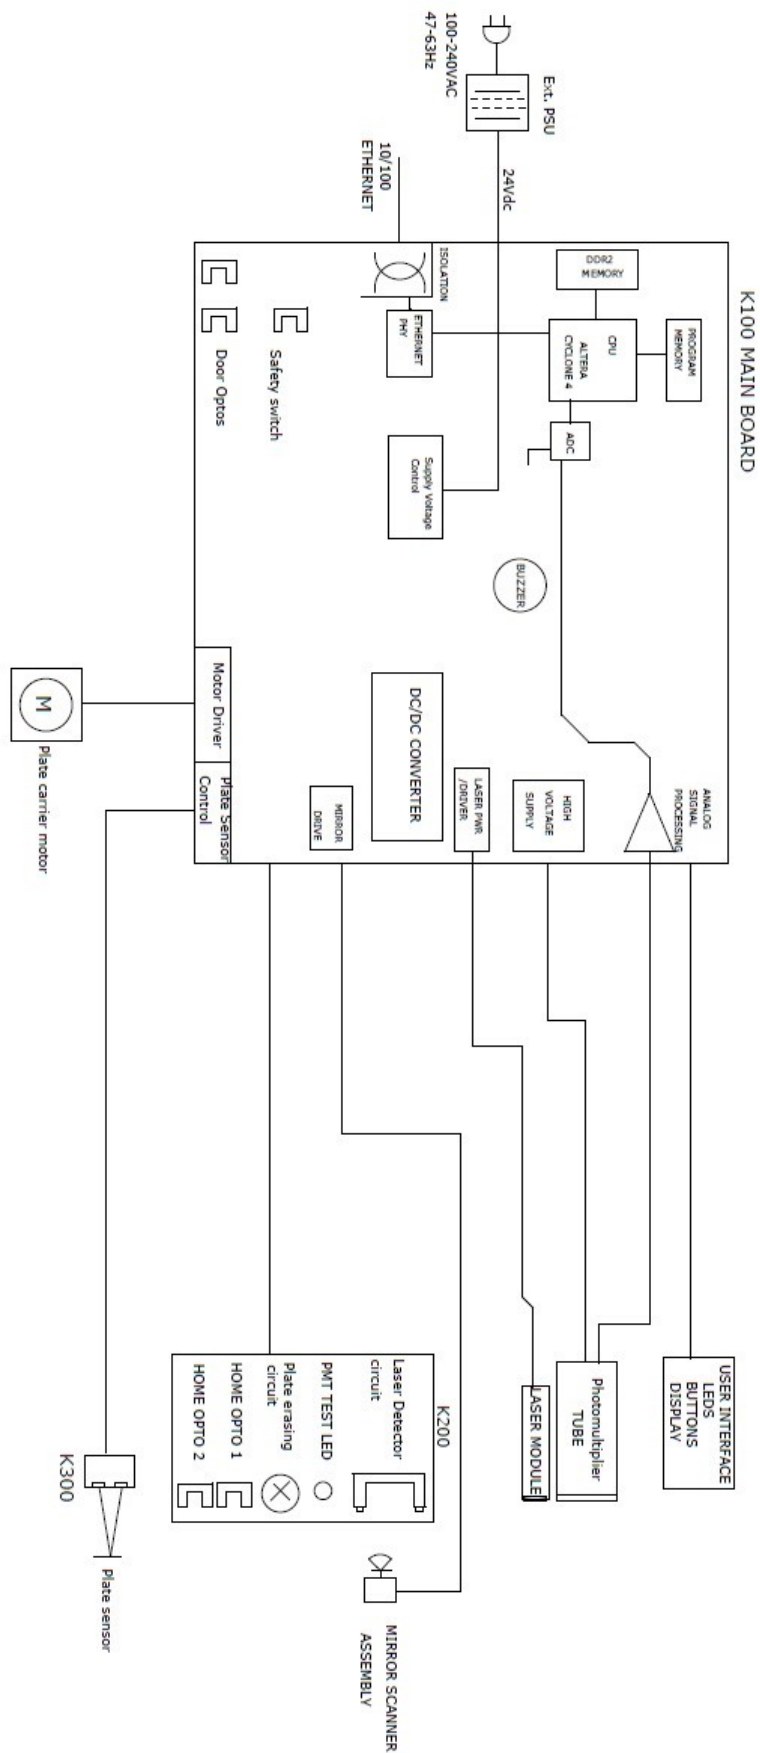 K100 MAIN BOARD
Ext. PSU
100-240VAC
47-63Hz
24Vdc
10/100
ETHERNET
ISOLATION
ETHERNET
PHY
DDR2
MEMORY
CPU
ALTERA
CYCLONE 4
PROGRAM
MEMORY
ADC
Supply Voltage
Control
Safety switch
Door Optos
BUZZER
ANALOG
SIGNAL
PROCESSING
HIGH
VOLTAGE
SUPPLY
LASER PWR
/DRIVER
DC/DC CONVERTER
MIRROR
DRIVE
Motor Driver
Plate Sensor
Control
M
Plate carrier motor
USER INTERFACE
LEDS
BUTTONS
DISPLAY
Photomultiplier
TUBE
LASER MODULE
K200
Laser Detector
circuit
PMT TEST LED
Plate erasing
circuit
HOME OPTO 1
HOME OPTO 2
MIRROR SCANNER
ASSEMBLY
K300
Plate sensor